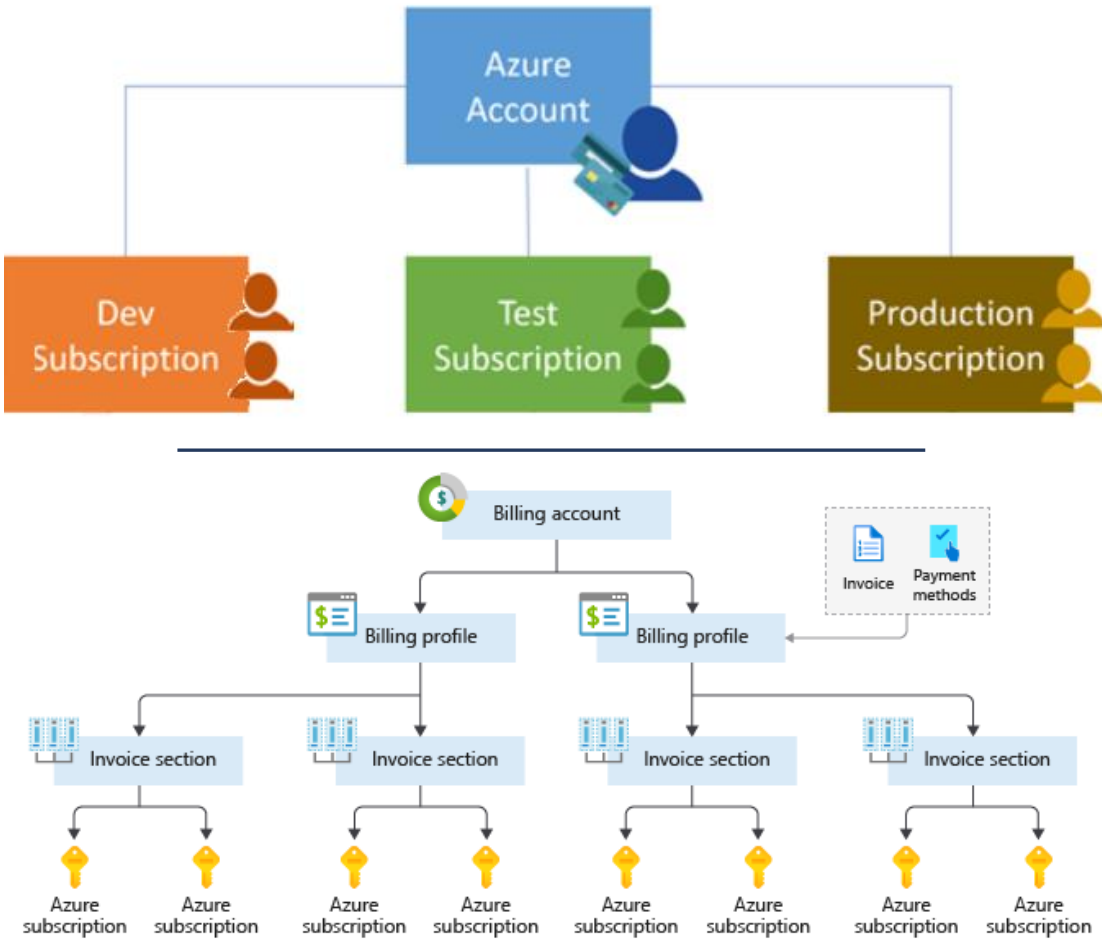 Azure
Account
Dev
Subscription
Test
Subscription
Production
Subscription
Billing account
Invoice
Payment
methods
Billing profile
Billing profile
Invoice section
Invoice section
Invoice section
Invoice section
Azure
subscription
Azure
subscription
Azure
subscription
Azure
subscription
Azure
subscription
Azure
subscription
Azure
subscription
Azure
subscription